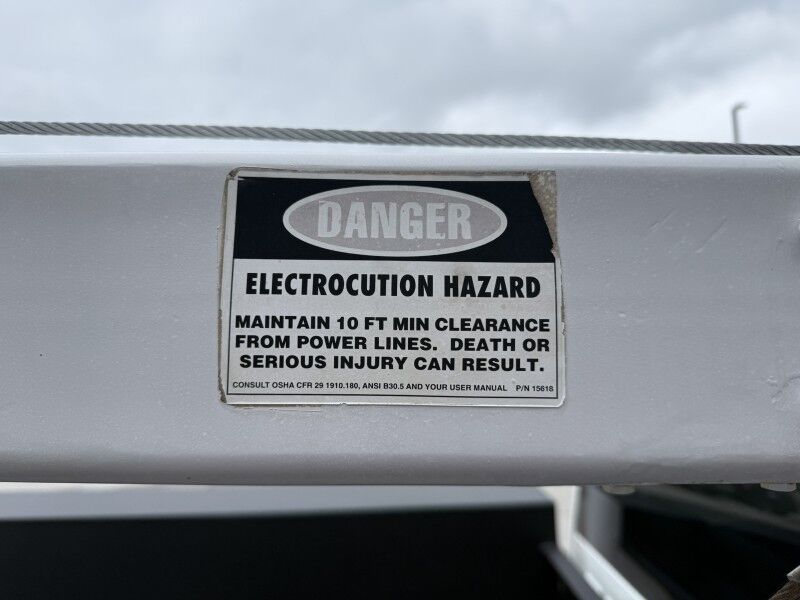 DANGER
ELECTROCUTION HAZARD
MAINTAIN 10 FT MIN CLEARANCE
FROM POWER LINES. DEATH OR
SERIOUS INJURY CAN RESULT.
CONSULT OSHA CFR 29 1910.180, ANSI B30.5 AND YOUR USER MANUAL P/N 15618